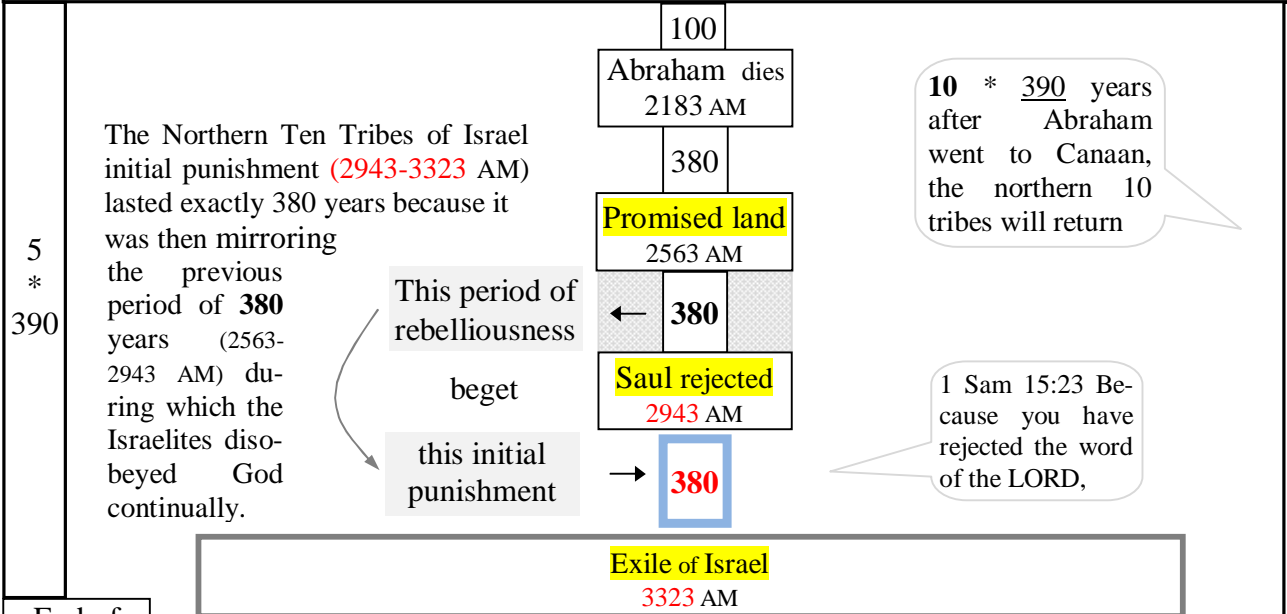 100
Abraham dies
2183 AM
380
Promised land
2563 AM
380
Saul rejected
2943 AM
380
Exile of Israel
3323 AM
5
*
390
The Northern Ten Tribes of Israel
initial punishment (2943-3323 AM)
lasted exactly 380 years because it
was then mirroring
the previous
period of 380
years (2563-
2943 AM) du-
ring which the
Israelites diso-
beyed God
continually.
This period of
rebelliousness
beget
this initial
punishment
10 * 390 years
after Abraham
went to Canaan,
the northern 10
tribes will return
1 Sam 15:23 Be-
cause you have
rejected the word
of the LORD,